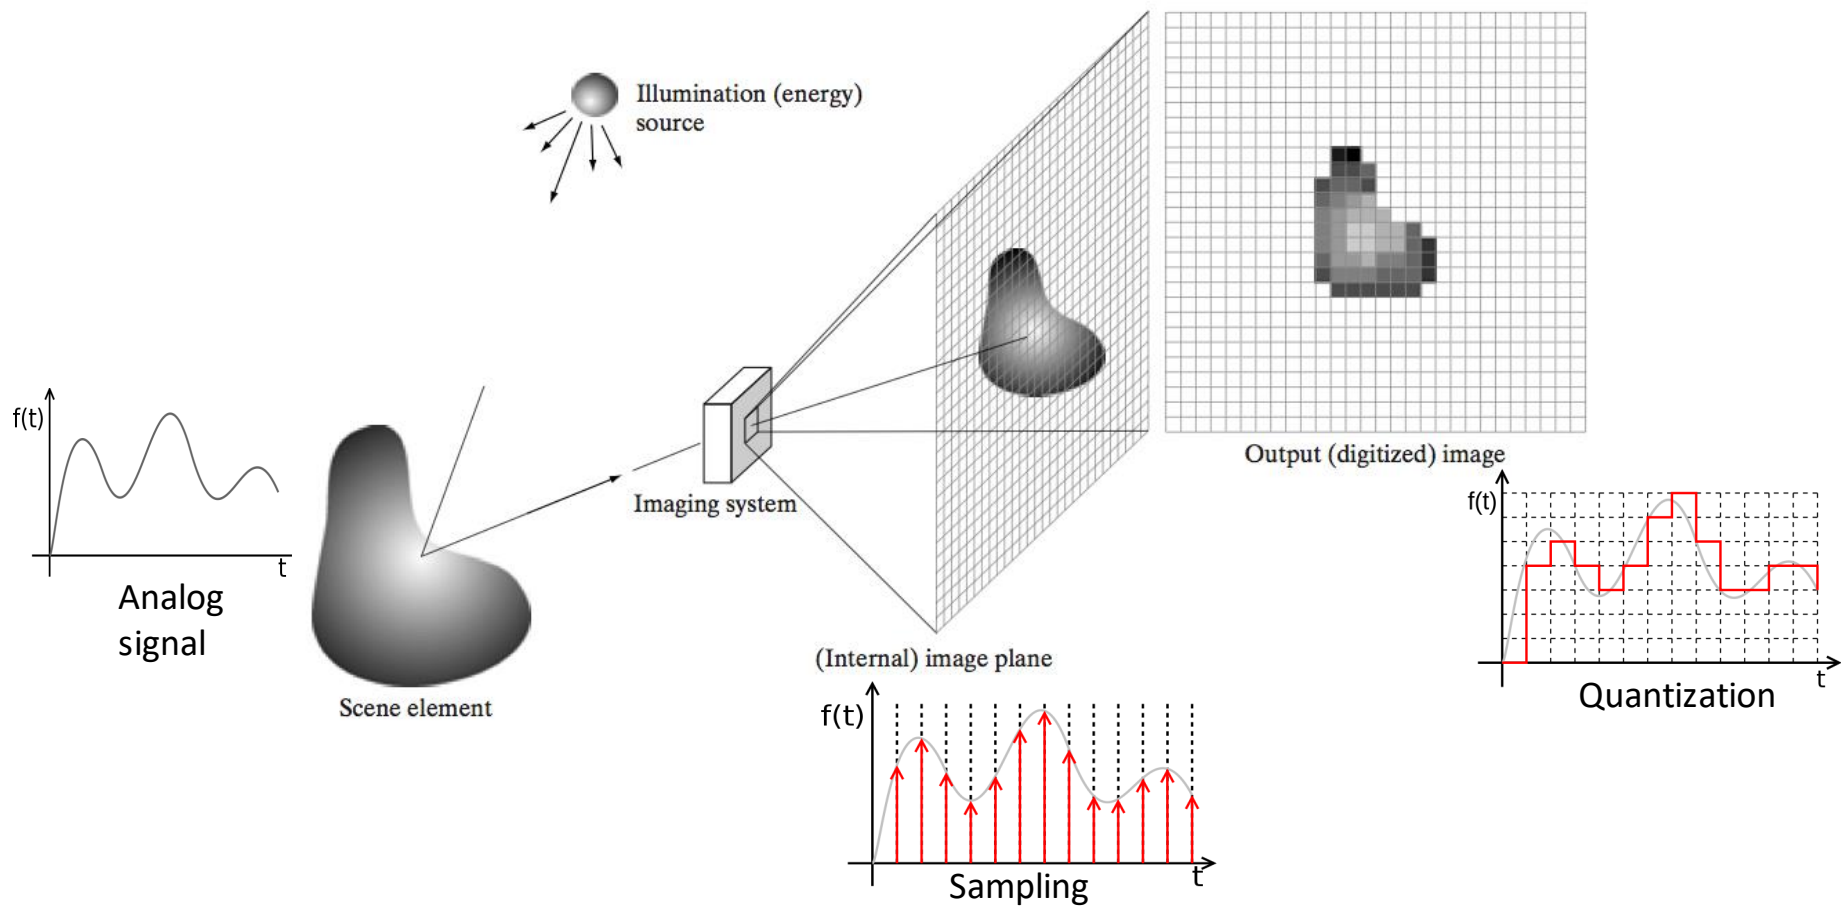 Illumination (energy)
source
Output (digitized) image
f(t)
t
Analog
signal
Imaging system
Scene element
(Internal) image plane
f(t)
t
Sampling
f(t)
t
Quantization